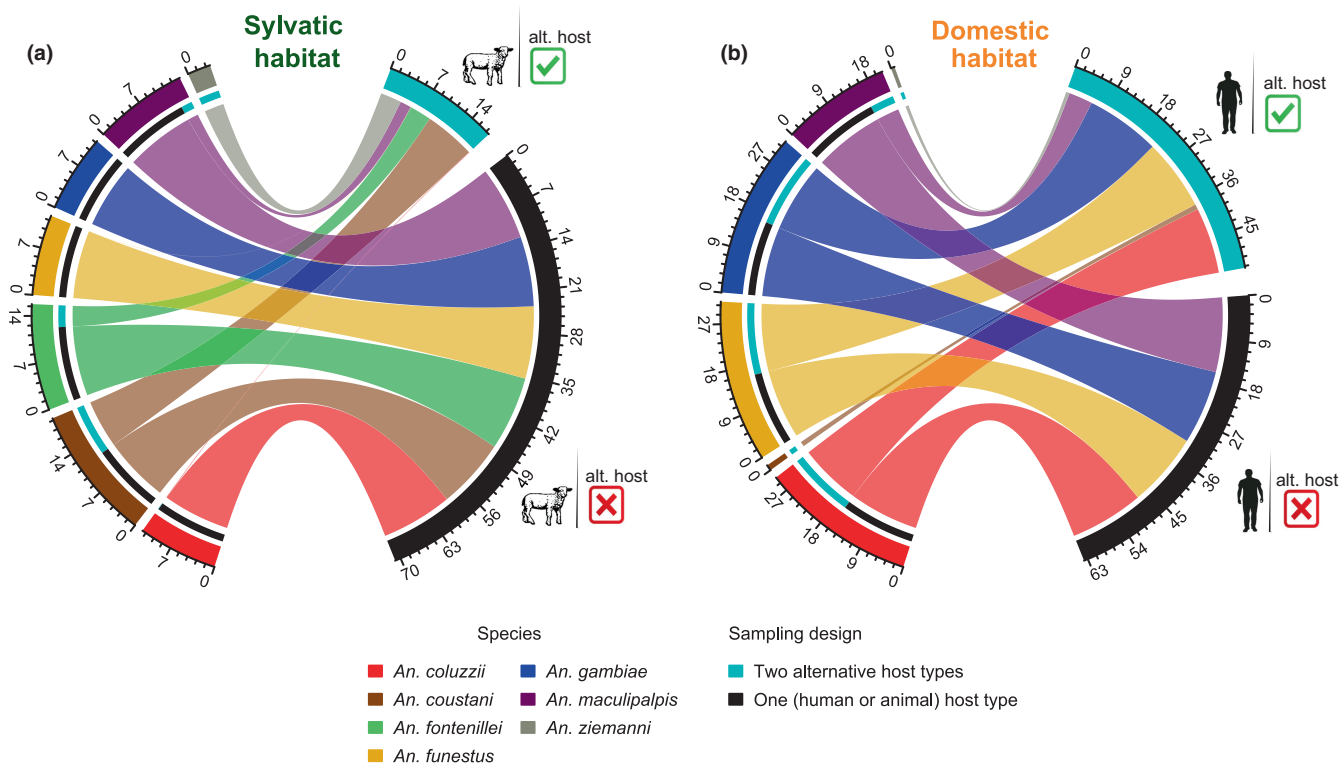 (a)
Sylvatic
habitat
alt. host
0
7
14
0
7
14
21
28
35
42
49
56
63
70
alt. host
0
7
0
7
0
7
0
7
14
0
7
14
0
7
0
(b)
Domestic
habitat
alt. host
0
9
18
27
36
45
0
9
18
27
36
45
54
63
alt. host
0
18
9
0
27
18
9
0
27
18
9
0
0
27
18
9
0
Species
An. coluzzii
An. coustani
An. fontenillei
An. funestus
An. gambiae
An. maculipalpis
An. ziemanni
Sampling design
Two alternative host types
One (human or animal) host type